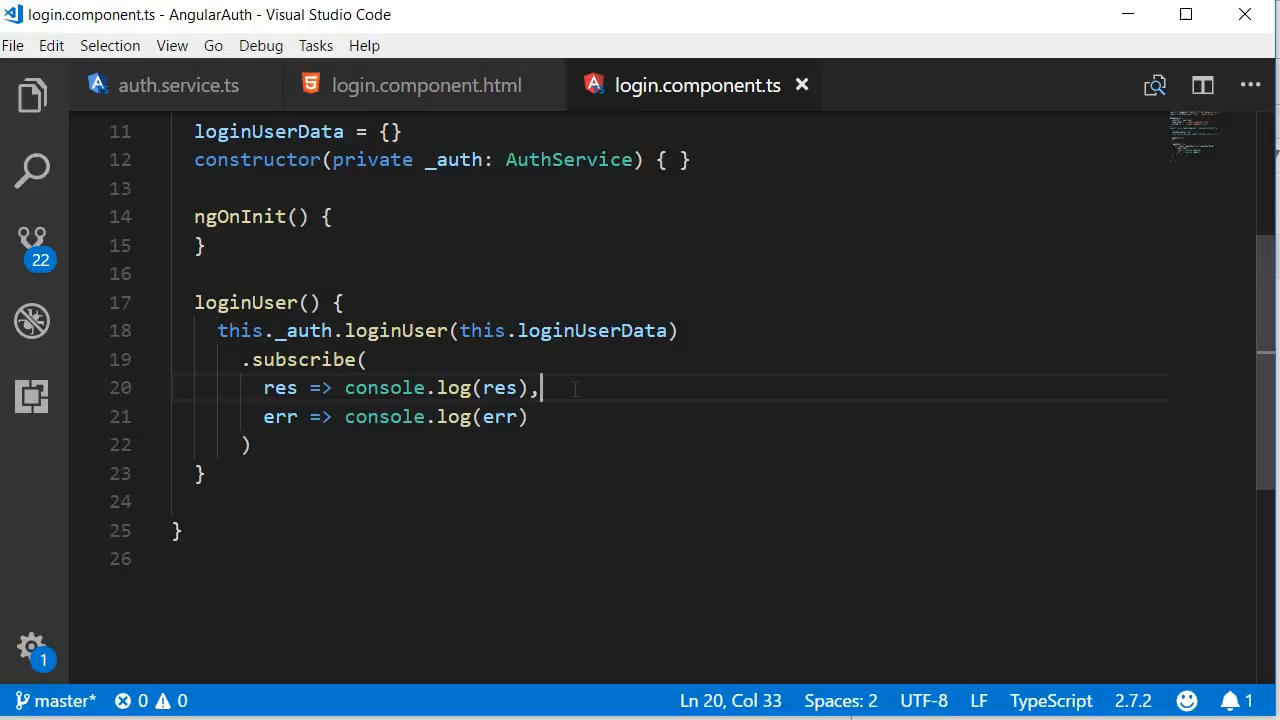 login.component.ts - AngularAuth - Visual Studio Code
File Edit Selection View Go Debug Tasks Help
auth.service.ts login.component.html login.component.ts
11 loginUserData = {}
12 constructor(private _auth: AuthService) { }
13
14 ngOnInit() {
15 }
16
17 loginUser() {
18 this._auth.loginUser(this.loginUserData)
19 .subscribe(
20 res => console.log(res),
21 err => console.log(err)
22 )
23 }
24
25 }
26
22
1
master* 0 0 Ln 20, Col 33 Spaces: 2 UTF-8 LF TypeScript 2.7.2 1